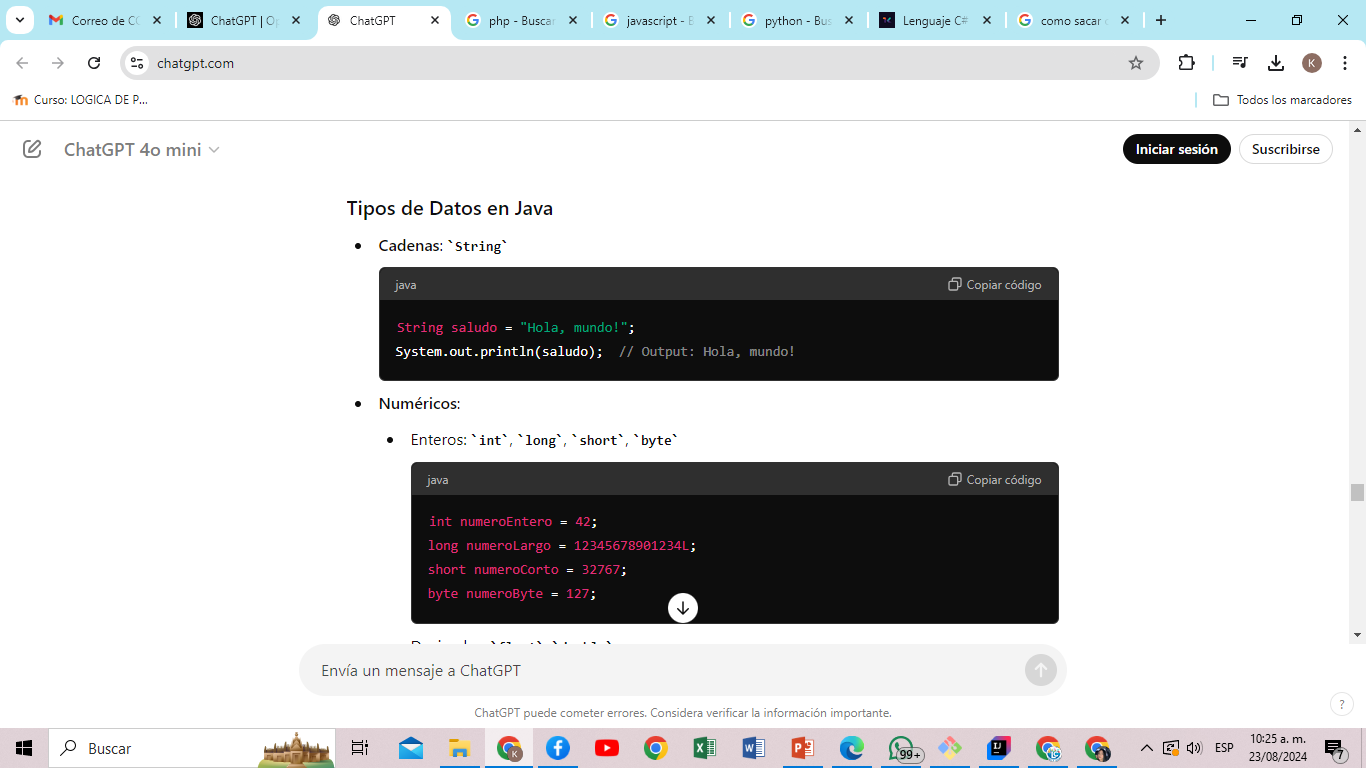 Correo de CC
ChatGPT | Op
ChatGPT
php - Buscar
javascript - B
python - Bus
Lenguaje C#
como sacar c
chatgpt.com
K
Curso: LOGICA DE P...
Todos los marcadores
ChatGPT 4o mini
Iniciar sesión
Suscribirse
Tipos de Datos en Java
Cadenas: `String`
java
Copiar código
String saludo = "Hola, mundo!";
System.out.println(saludo);  // Output: Hola, mundo!
Numéricos:
Enteros: `int`, `long`, `short`, `byte`
java
Copiar código
int numeroEntero = 42;
long numeroLargo = 12345678901234L;
short numeroCorto = 32767;
byte numeroByte = 127;
Envía un mensaje a ChatGPT
ChatGPT puede cometer errores. Considera verificar la información importante.
?
Buscar
99+
ESP
10:25 a. m.
23/08/2024
7